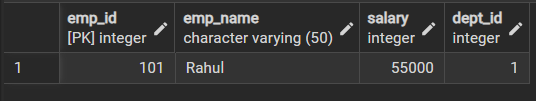 emp_id emp_name salary dept_id
[PK] integer character varying (50) integer integer
1 101 Rahul 55000 1